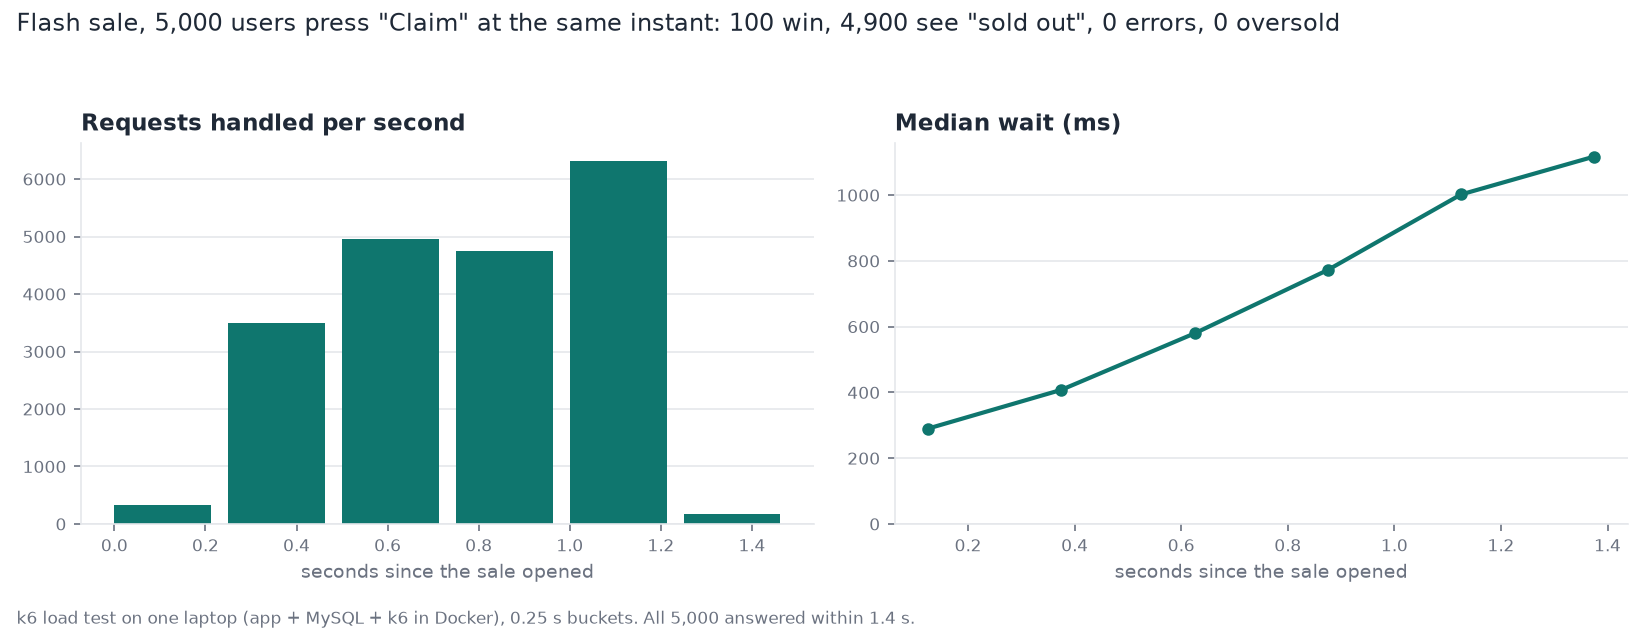 Flash sale, 5,000 users press "Claim" at the same instant: 100 win, 4,900 see "sold out", 0 errors, 0 oversold
Requests handled per second
6000
5000
4000
3000
2000
1000
0
0.0 0.2 0.4 0.6 0.8 1.0 1.2 1.4
seconds since the sale opened
Median wait (ms)
1000
800
600
400
200
0
0.2 0.4 0.6 0.8 1.0 1.2 1.4
seconds since the sale opened
k6 load test on one laptop (app + MySQL + k6 in Docker), 0.25 s buckets. All 5,000 answered within 1.4 s.